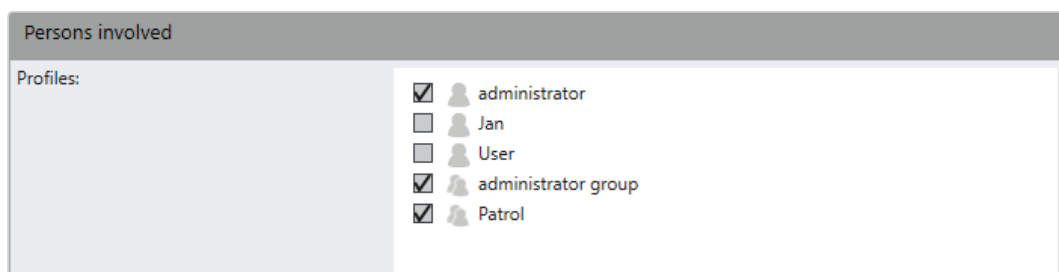 Persons involved
Profiles:
administrator
Jan
User
administrator group
Patrol